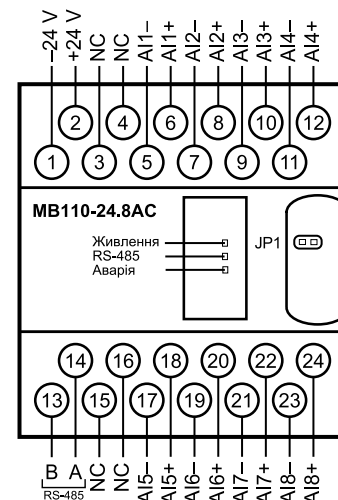 –24 V
+24 V
NC
NC
AI1–
AI1+
AI2–
AI2+
AI3–
AI3+
AI4–
AI4+
2
4
6
8
10
12
1
3
5
7
9
11
МВ110-24.8АС
Живлення
RS-485
Аварія
JP1
14
16
18
20
22
24
13
15
17
19
21
23
B
A
RS-485
NC
NC
AI5–
AI5+
AI6–
AI6+
AI7–
AI7+
AI8–
AI8+